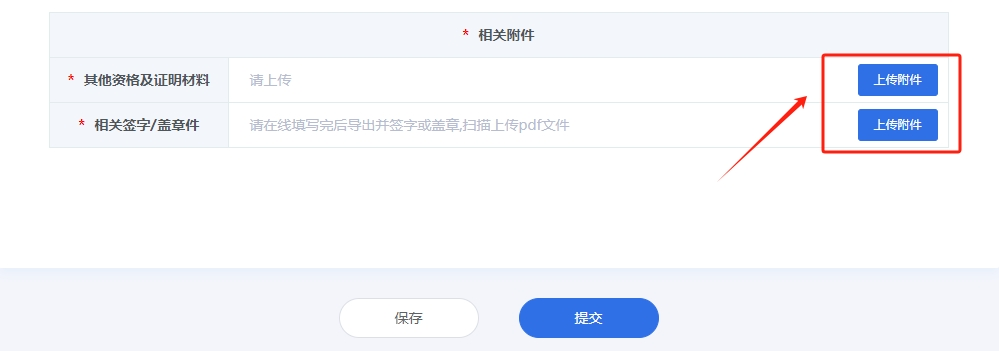 * 相关附件
* 其他资格及证明材料 请上传 上传附件
* 相关签字/盖章件 请在线填写完后导出并签字或盖章,扫描上传pdf文件 上传附件
保存 提交